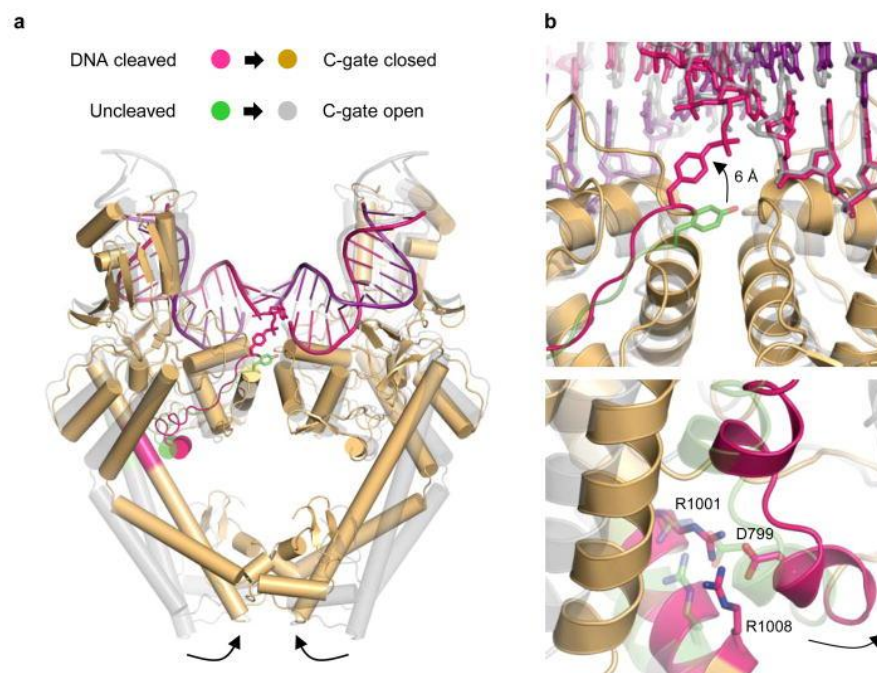 a
DNA cleaved
C-gate closed
Uncleaved
C-gate open
b
6 Å
R1001
D799
R1008